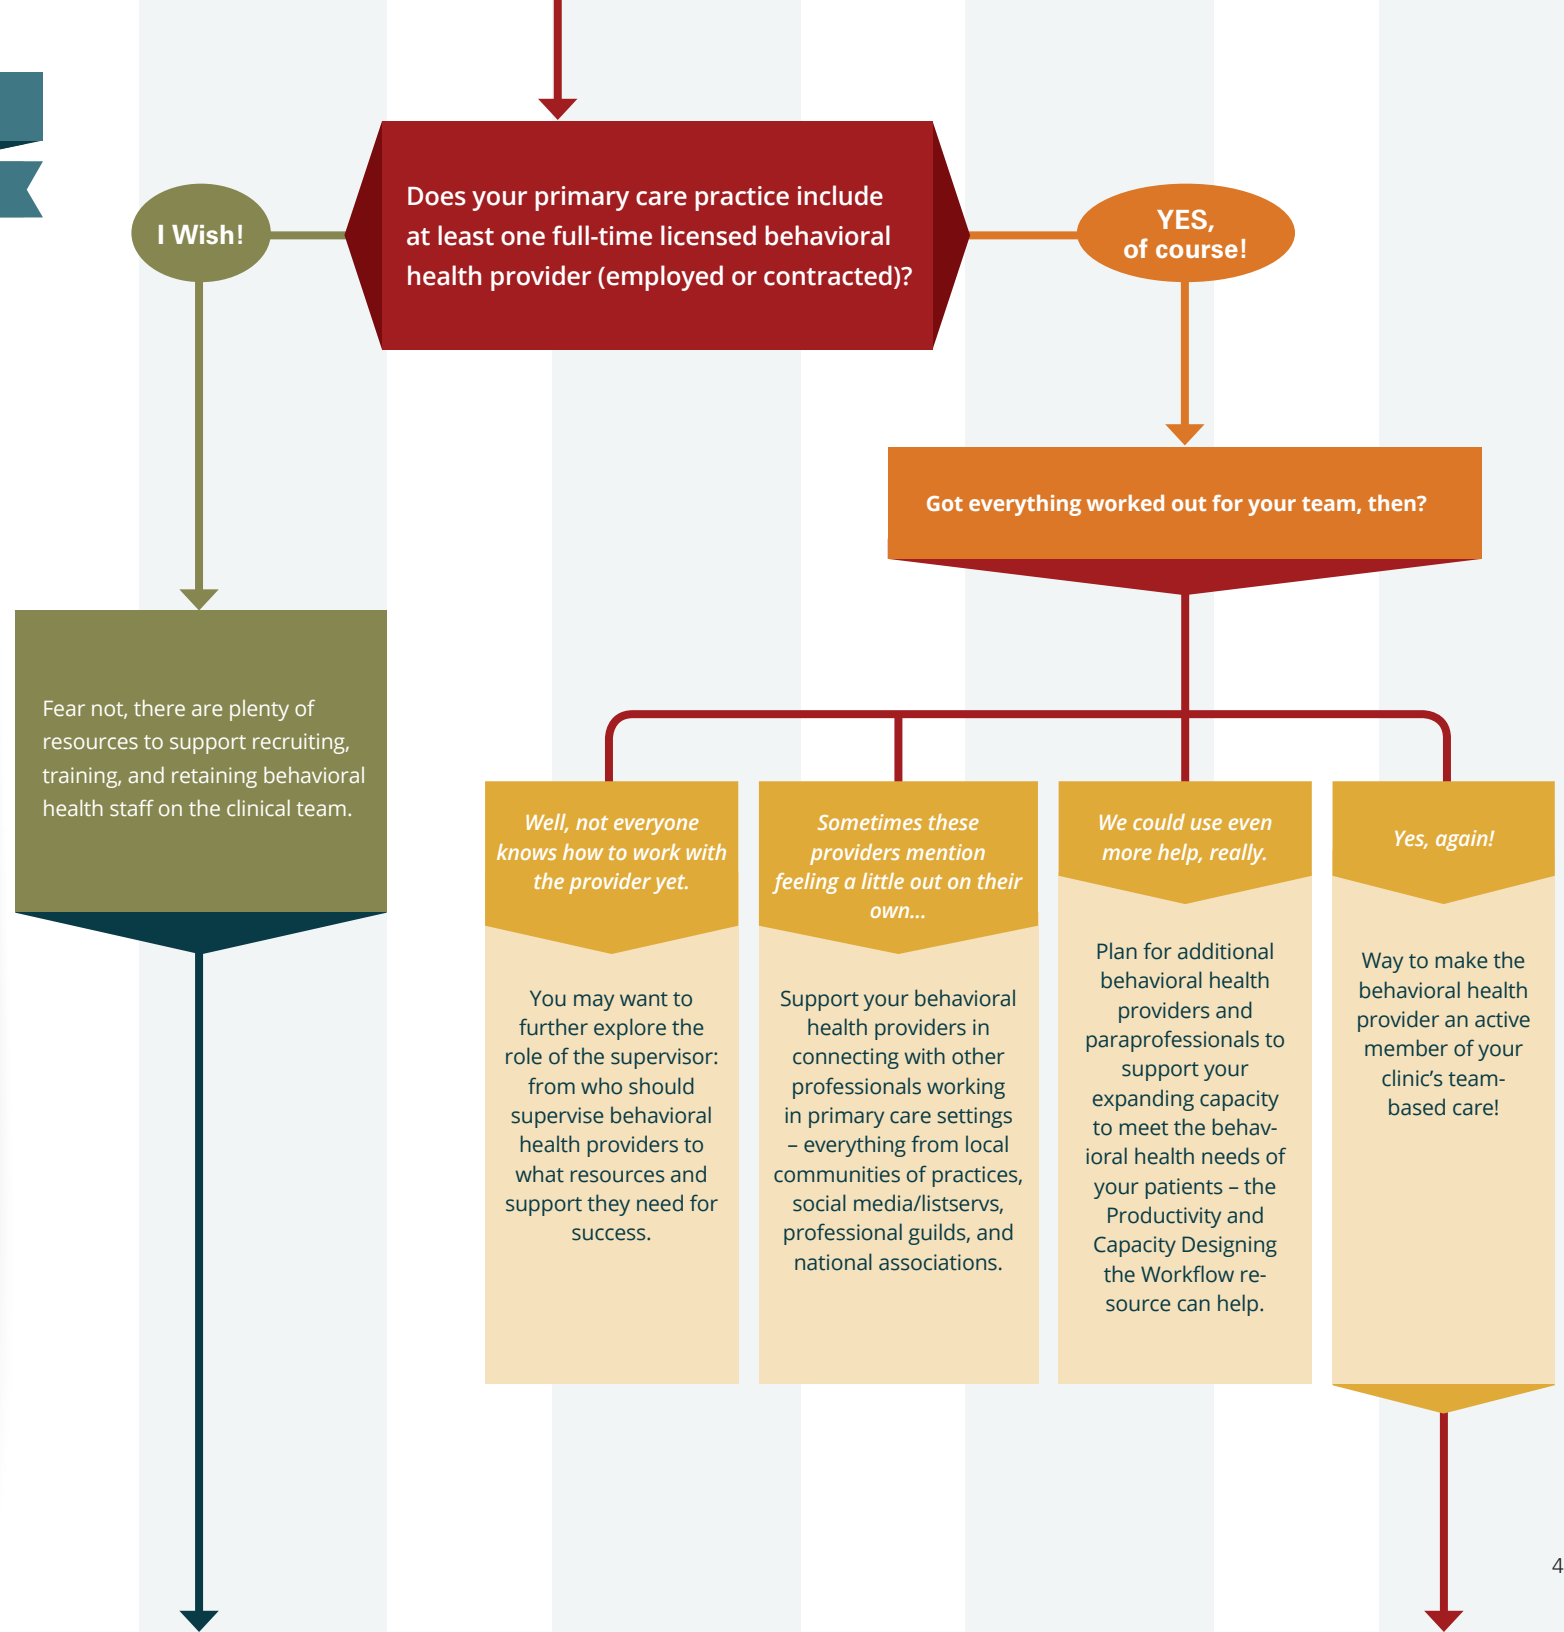 Does your primary care practice include
at least one full-time licensed behavioral
health provider (employed or contracted)?
I Wish!
YES,
of course!
Got everything worked out for your team, then?
Fear not, there are plenty of
resources to support recruiting,
training, and retaining behavioral
health staff on the clinical team.
Well, not everyone
knows how to work with
the provider yet.
You may want to
further explore the
role of the supervisor:
from who should
supervise behavioral
health providers to
what resources and
support they need for
success.
Sometimes these
providers mention
feeling a little out on their
own...
Support your behavioral
health providers in
connecting with other
professionals working
in primary care settings
– everything from local
communities of practices,
social media/listservs,
professional guilds, and
national associations.
We could use even
more help, really.
Plan for additional
behavioral health
providers and
paraprofessionals to
support your
expanding capacity
to meet the behav-
ioral health needs of
your patients – the
Productivity and
Capacity Designing
the Workflow re-
source can help.
Yes, again!
Way to make the
behavioral health
provider an active
member of your
clinic’s team-
based care!
4